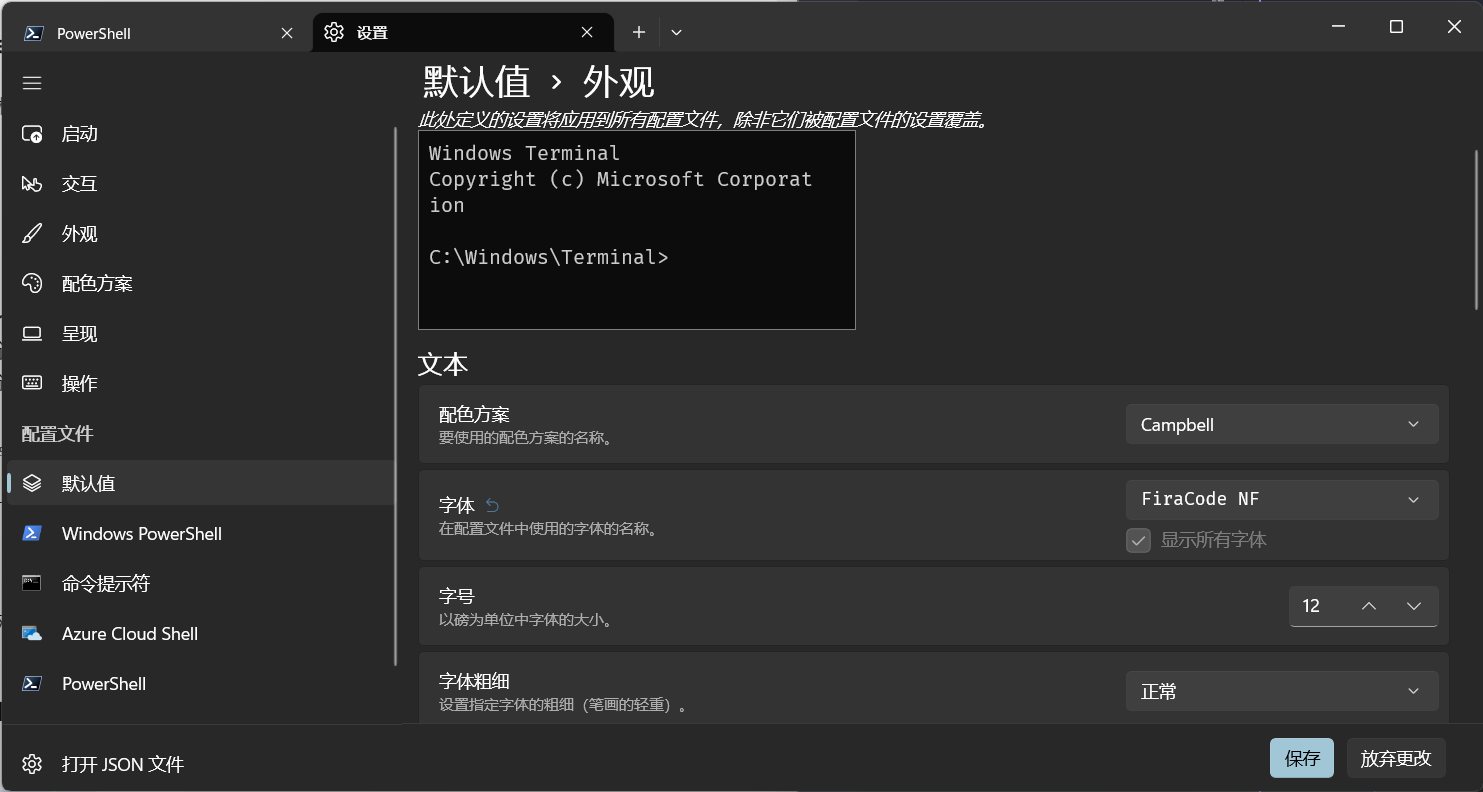 PowerShell
设置
默认值 › 外观
此处定义的设置将应用到所有配置文件，除非它们被配置文件的设置覆盖。
Windows Terminal
Copyright (c) Microsoft Corporat
ion
C:\Windows\Terminal>
启动
交互
外观
配色方案
呈现
操作
配置文件
默认值
Windows PowerShell
命令提示符
Azure Cloud Shell
PowerShell
打开 JSON 文件
文本
配色方案
要使用的配色方案的名称。
Campbell
字体
在配置文件中使用的字体的名称。
FiraCode NF
显示所有字体
字号
以磅为单位中字体的大小。
12
字体粗细
设置指定字体的粗细（笔画的轻重）。
正常
保存
放弃更改